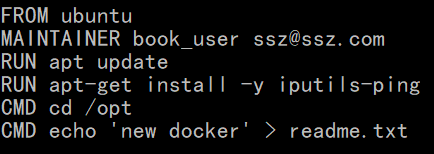 FROM ubuntu
MAINTAINER book_user ssz@ssz.com
RUN apt update
RUN apt-get install -y iputils-ping
CMD cd /opt
CMD echo 'new docker' > readme.txt